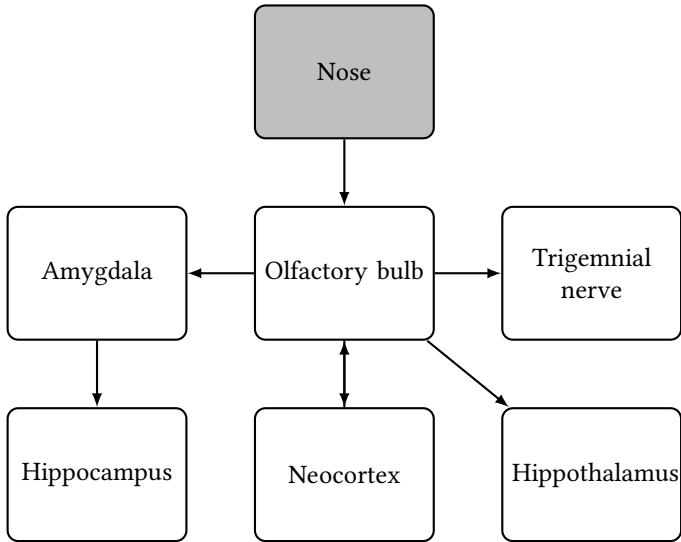 Nose
Amygdala
Olfactory bulb
Trigemnial
nerve
Hippocampus
Neocortex
Hippothalamus